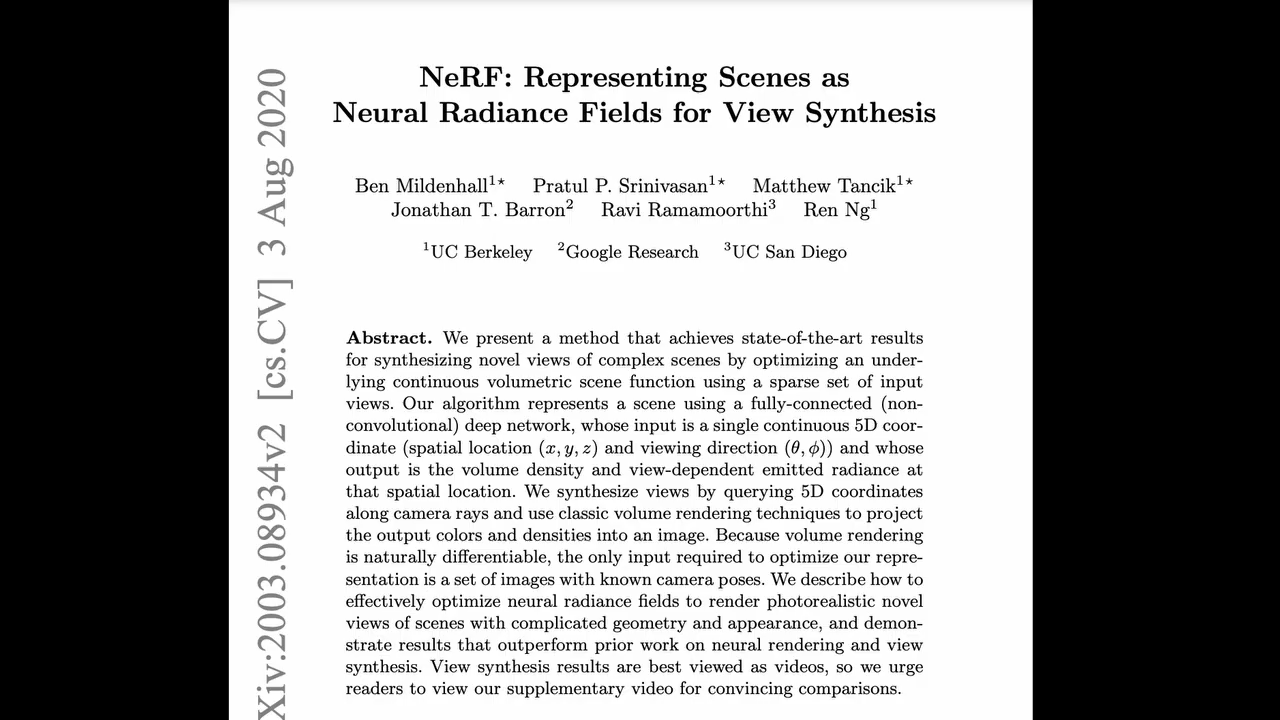 NeRF: Representing Scenes as
Neural Radiance Fields for View Synthesis
Ben Mildenhall¹⋆ Pratul P. Srinivasan¹⋆ Matthew Tancik¹⋆
Jonathan T. Barron² Ravi Ramamoorthi³ Ren Ng¹
¹UC Berkeley ²Google Research ³UC San Diego
Abstract. We present a method that achieves state-of-the-art results
for synthesizing novel views of complex scenes by optimizing an under-
lying continuous volumetric scene function using a sparse set of input
views. Our algorithm represents a scene using a fully-connected (non-
convolutional) deep network, whose input is a single continuous 5D coor-
dinate (spatial location (x, y, z) and viewing direction (θ, ϕ)) and whose
output is the volume density and view-dependent emitted radiance at
that spatial location. We synthesize views by querying 5D coordinates
along camera rays and use classic volume rendering techniques to project
the output colors and densities into an image. Because volume rendering
is naturally differentiable, the only input required to optimize our repre-
sentation is a set of images with known camera poses. We describe how to
effectively optimize neural radiance fields to render photorealistic novel
views of scenes with complicated geometry and appearance, and demon-
strate results that outperform prior work on neural rendering and view
synthesis. View synthesis results are best viewed as videos, so we urge
readers to view our supplementary video for convincing comparisons.
Xiv:2003.08934v2 [cs.CV] 3 Aug 2020